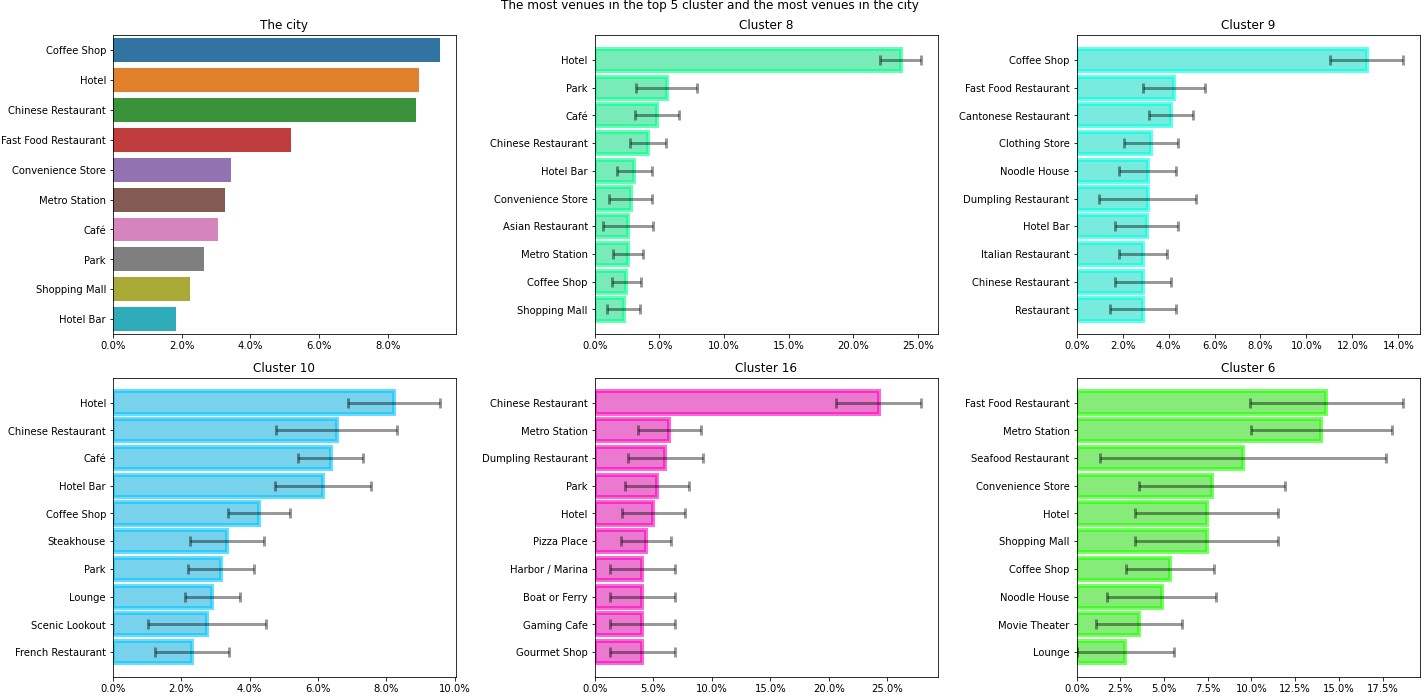 The most venues in the top 5 cluster and the most venues in the city
The city
Coffee Shop
Hotel
Chinese Restaurant
Fast Food Restaurant
Convenience Store
Metro Station
Café
Park
Shopping Mall
Hotel Bar
0.0% 2.0% 4.0% 6.0% 8.0%
Cluster 8
Hotel
Park
Café
Chinese Restaurant
Hotel Bar
Convenience Store
Asian Restaurant
Metro Station
Coffee Shop
Shopping Mall
0.0% 5.0% 10.0% 15.0% 20.0% 25.0%
Cluster 9
Coffee Shop
Fast Food Restaurant
Cantonese Restaurant
Clothing Store
Noodle House
Dumpling Restaurant
Hotel Bar
Italian Restaurant
Chinese Restaurant
Restaurant
0.0% 2.0% 4.0% 6.0% 8.0% 10.0% 12.0% 14.0%
Cluster 10
Hotel
Chinese Restaurant
Café
Hotel Bar
Coffee Shop
Steakhouse
Park
Lounge
Scenic Lookout
French Restaurant
0.0% 2.0% 4.0% 6.0% 8.0% 10.0%
Cluster 16
Chinese Restaurant
Metro Station
Dumpling Restaurant
Park
Hotel
Pizza Place
Harbor / Marina
Boat or Ferry
Gaming Cafe
Gourmet Shop
0.0% 5.0% 10.0% 15.0% 20.0% 25.0%
Cluster 6
Fast Food Restaurant
Metro Station
Seafood Restaurant
Convenience Store
Hotel
Shopping Mall
Coffee Shop
Noodle House
Movie Theater
Lounge
0.0% 2.5% 5.0% 7.5% 10.0% 12.5% 15.0% 17.5%